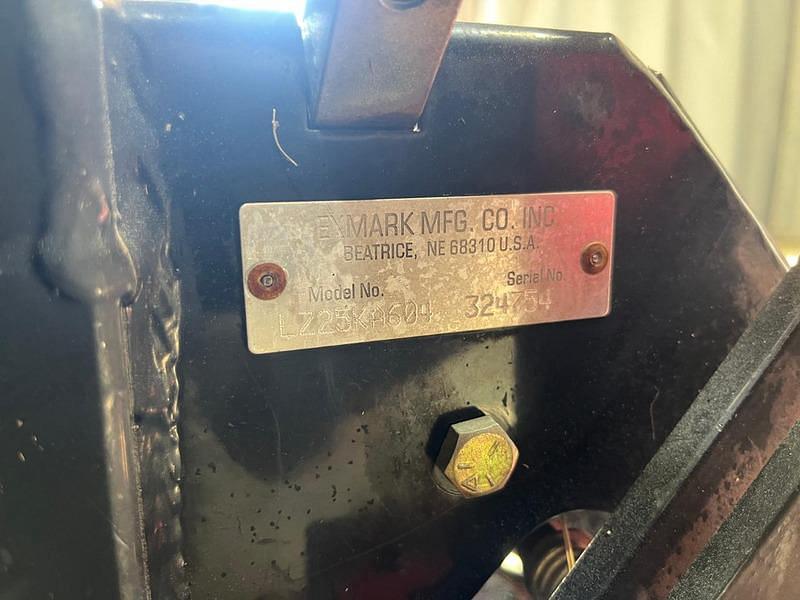 EXMARK MFG. CO. INC
BEATRICE, NE 68310 U.S.A.
Model No. Serial No.
LZ25KA604 324754